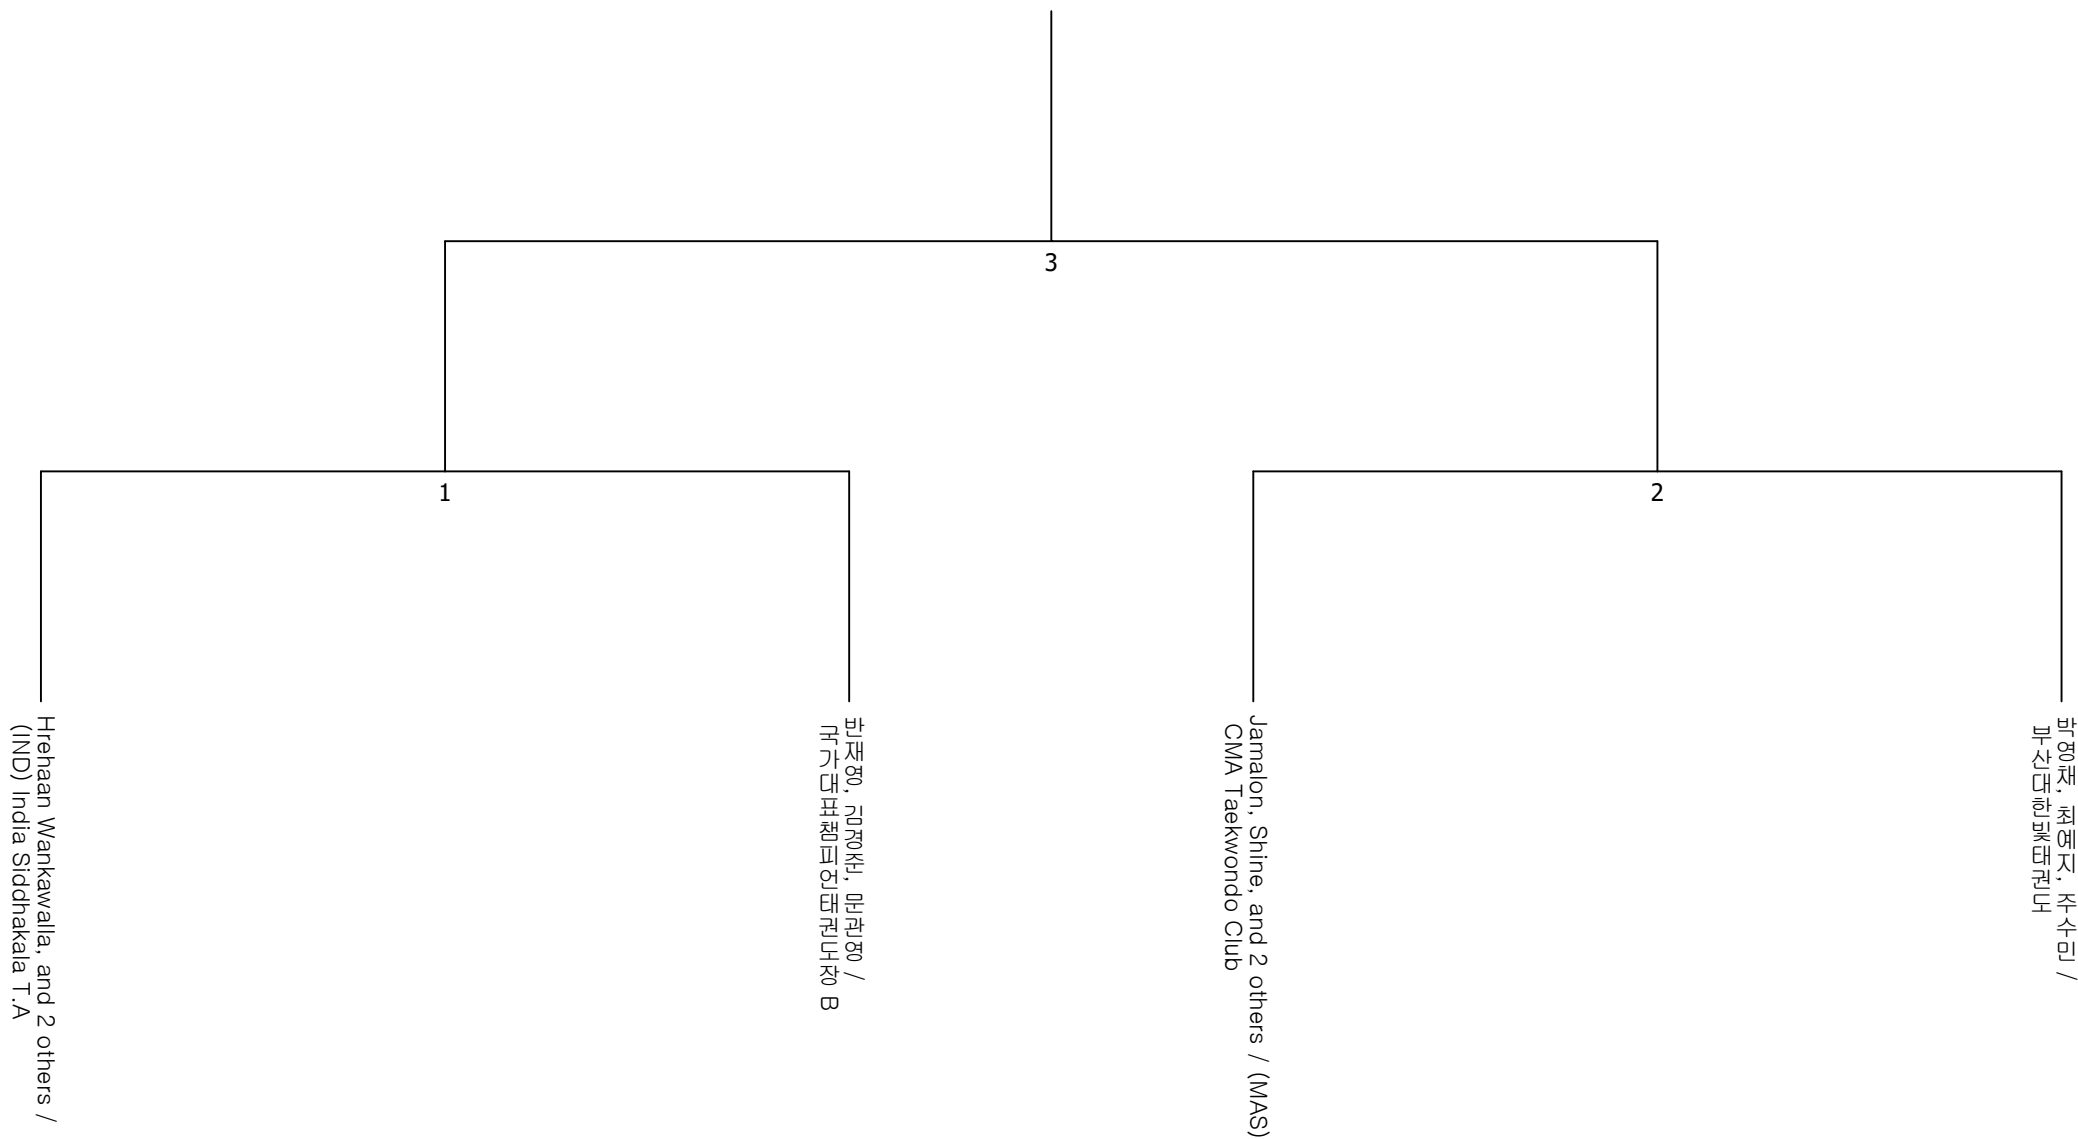 3
1
2
Hrehaan Wankawalla, and 2 others /
(IND) India Siddhakala T.A
반재영, 김경준, 문관영 /
국가대표챔피언태권도장 B
Jamalon, Shine, and 2 others / (MAS)
CMA Taekwondo Club
박영채, 최예지, 주수민 /
부산대한빛태권도